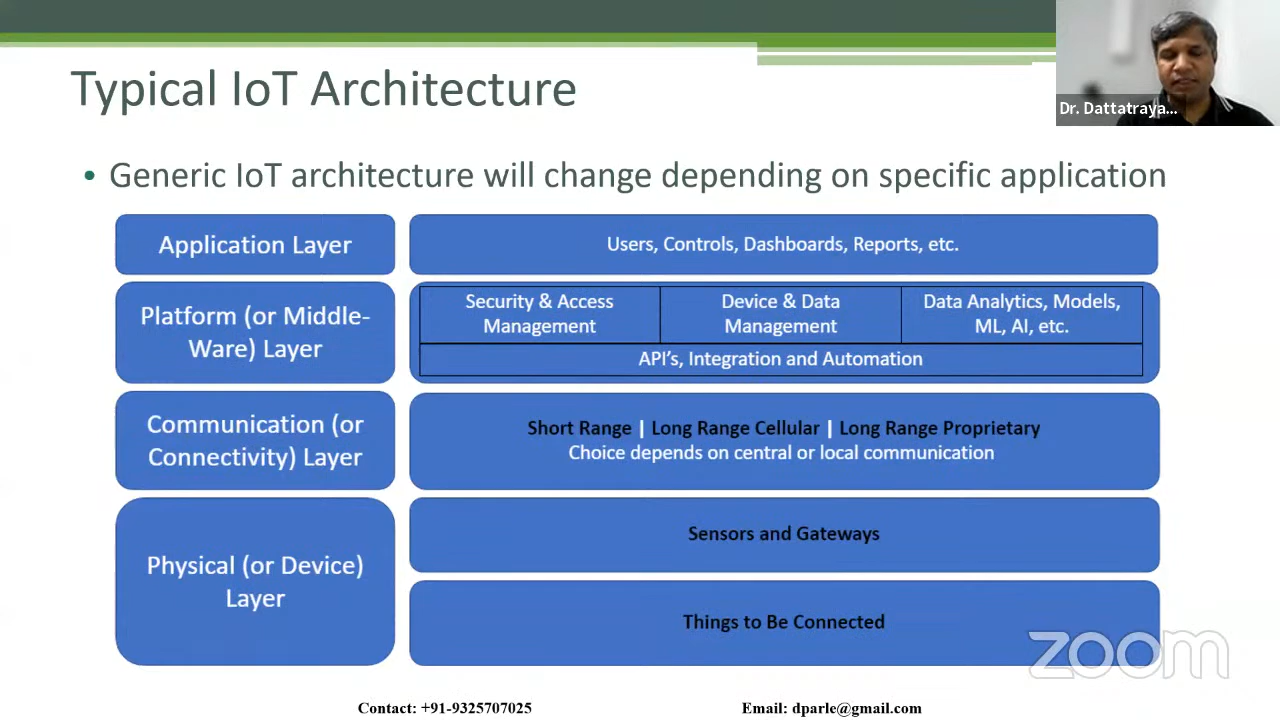 Typical IoT Architecture
Dr. Dattatraya...
• Generic IoT architecture will change depending on specific application
Application Layer
Users, Controls, Dashboards, Reports, etc.
Platform (or Middle-
Ware) Layer
Security & Access
Management
Device & Data
Management
Data Analytics, Models,
ML, AI, etc.
API's, Integration and Automation
Communication (or
Connectivity) Layer
Short Range | Long Range Cellular | Long Range Proprietary
Choice depends on central or local communication
Physical (or Device)
Layer
Sensors and Gateways
Things to Be Connected
zoom
Contact: +91-9325707025
Email: dparle@gmail.com